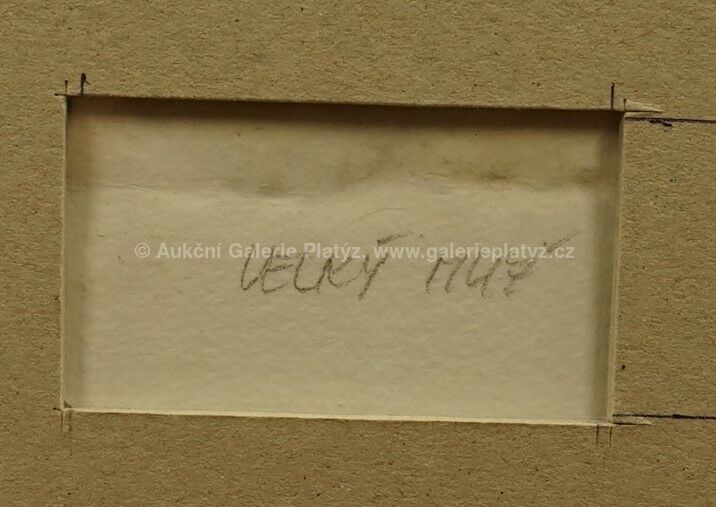 © Aukční Galerie Platýz, www.galerieplatyz.cz
VELKÝ MUŽ